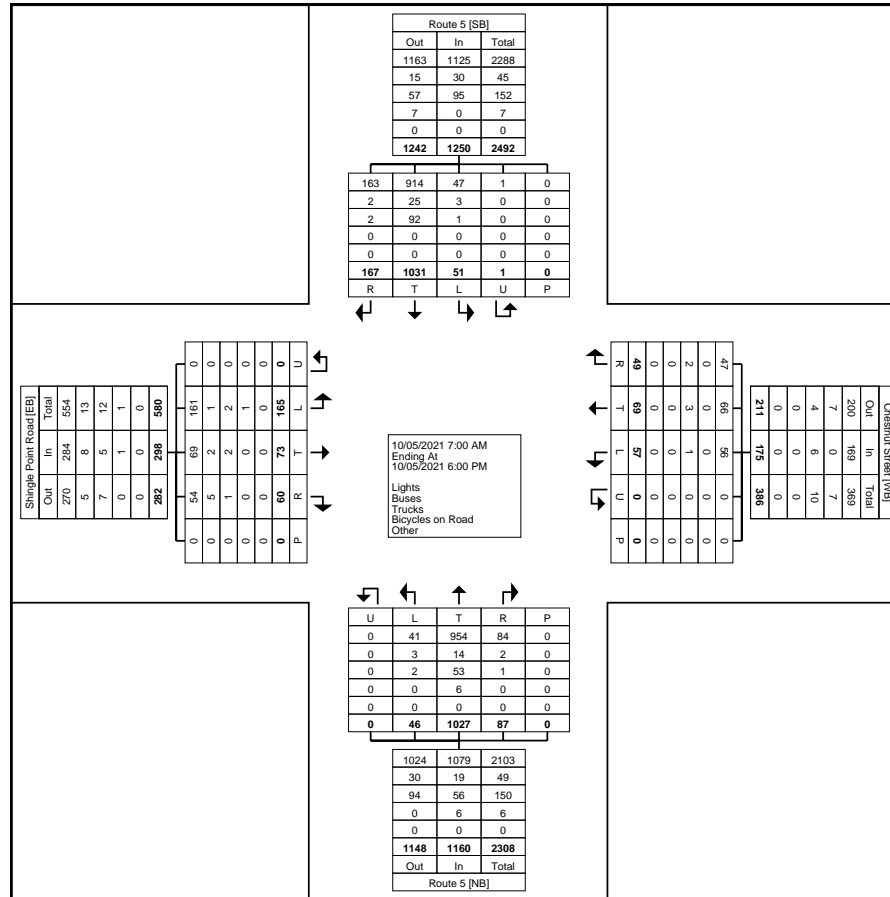 Route 5 [SB]
Out In Total
1163 1125 2288
15 30 45
57 95 152
7 0 7
0 0 0
1242 1250 2492
163 914 47 1 0
2 25 3 0 0
2 92 1 0 0
0 0 0 0 0
0 0 0 0 0
167 1031 51 1 0
R T L U P
Shingle Point Road [EB]
Total In Out
554 284 270
13 8 5
12 5 7
1 1 0
0 0 0
580 298 282
0 161 69 54 0
0 1 2 5 0
0 2 2 1 0
0 1 0 0 0
0 0 0 0 0
0 165 73 60 0
U L T R P
10/05/2021 7:00 AM
Ending At
10/05/2021 6:00 PM
Lights
Buses
Trucks
Bicycles on Road
Other
Chestnut Street [WB]
Out In Total
200 169 369
7 0 7
4 6 10
0 0 0
0 0 0
211 175 386
47 66 56 0 0
0 0 0 0 0
2 3 1 0 0
0 0 0 0 0
0 0 0 0 0
49 69 57 0 0
R T L U P
U L T R P
0 41 954 84 0
0 3 14 2 0
0 2 53 1 0
0 0 6 0 0
0 0 0 0 0
0 46 1027 87 0
1024 1079 2103
30 19 49
94 56 150
0 6 6
0 0 0
1148 1160 2308
Out In Total
Route 5 [NB]